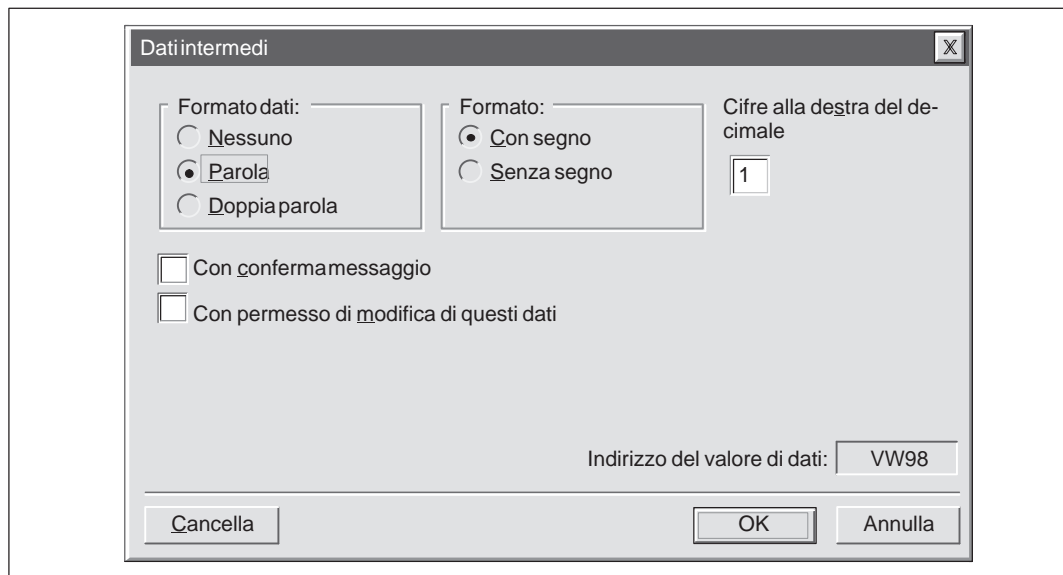 Dati intermedi
X
Formato dati:
Nessuno
Parola
Doppia parola
Formato:
Con segno
Senza segno
Cifre alla destra del de-
cimale
1
Con conferma messaggio
Con permesso di modifica di questi dati
Indirizzo del valore di dati: VW98
Cancella
OK
Annulla